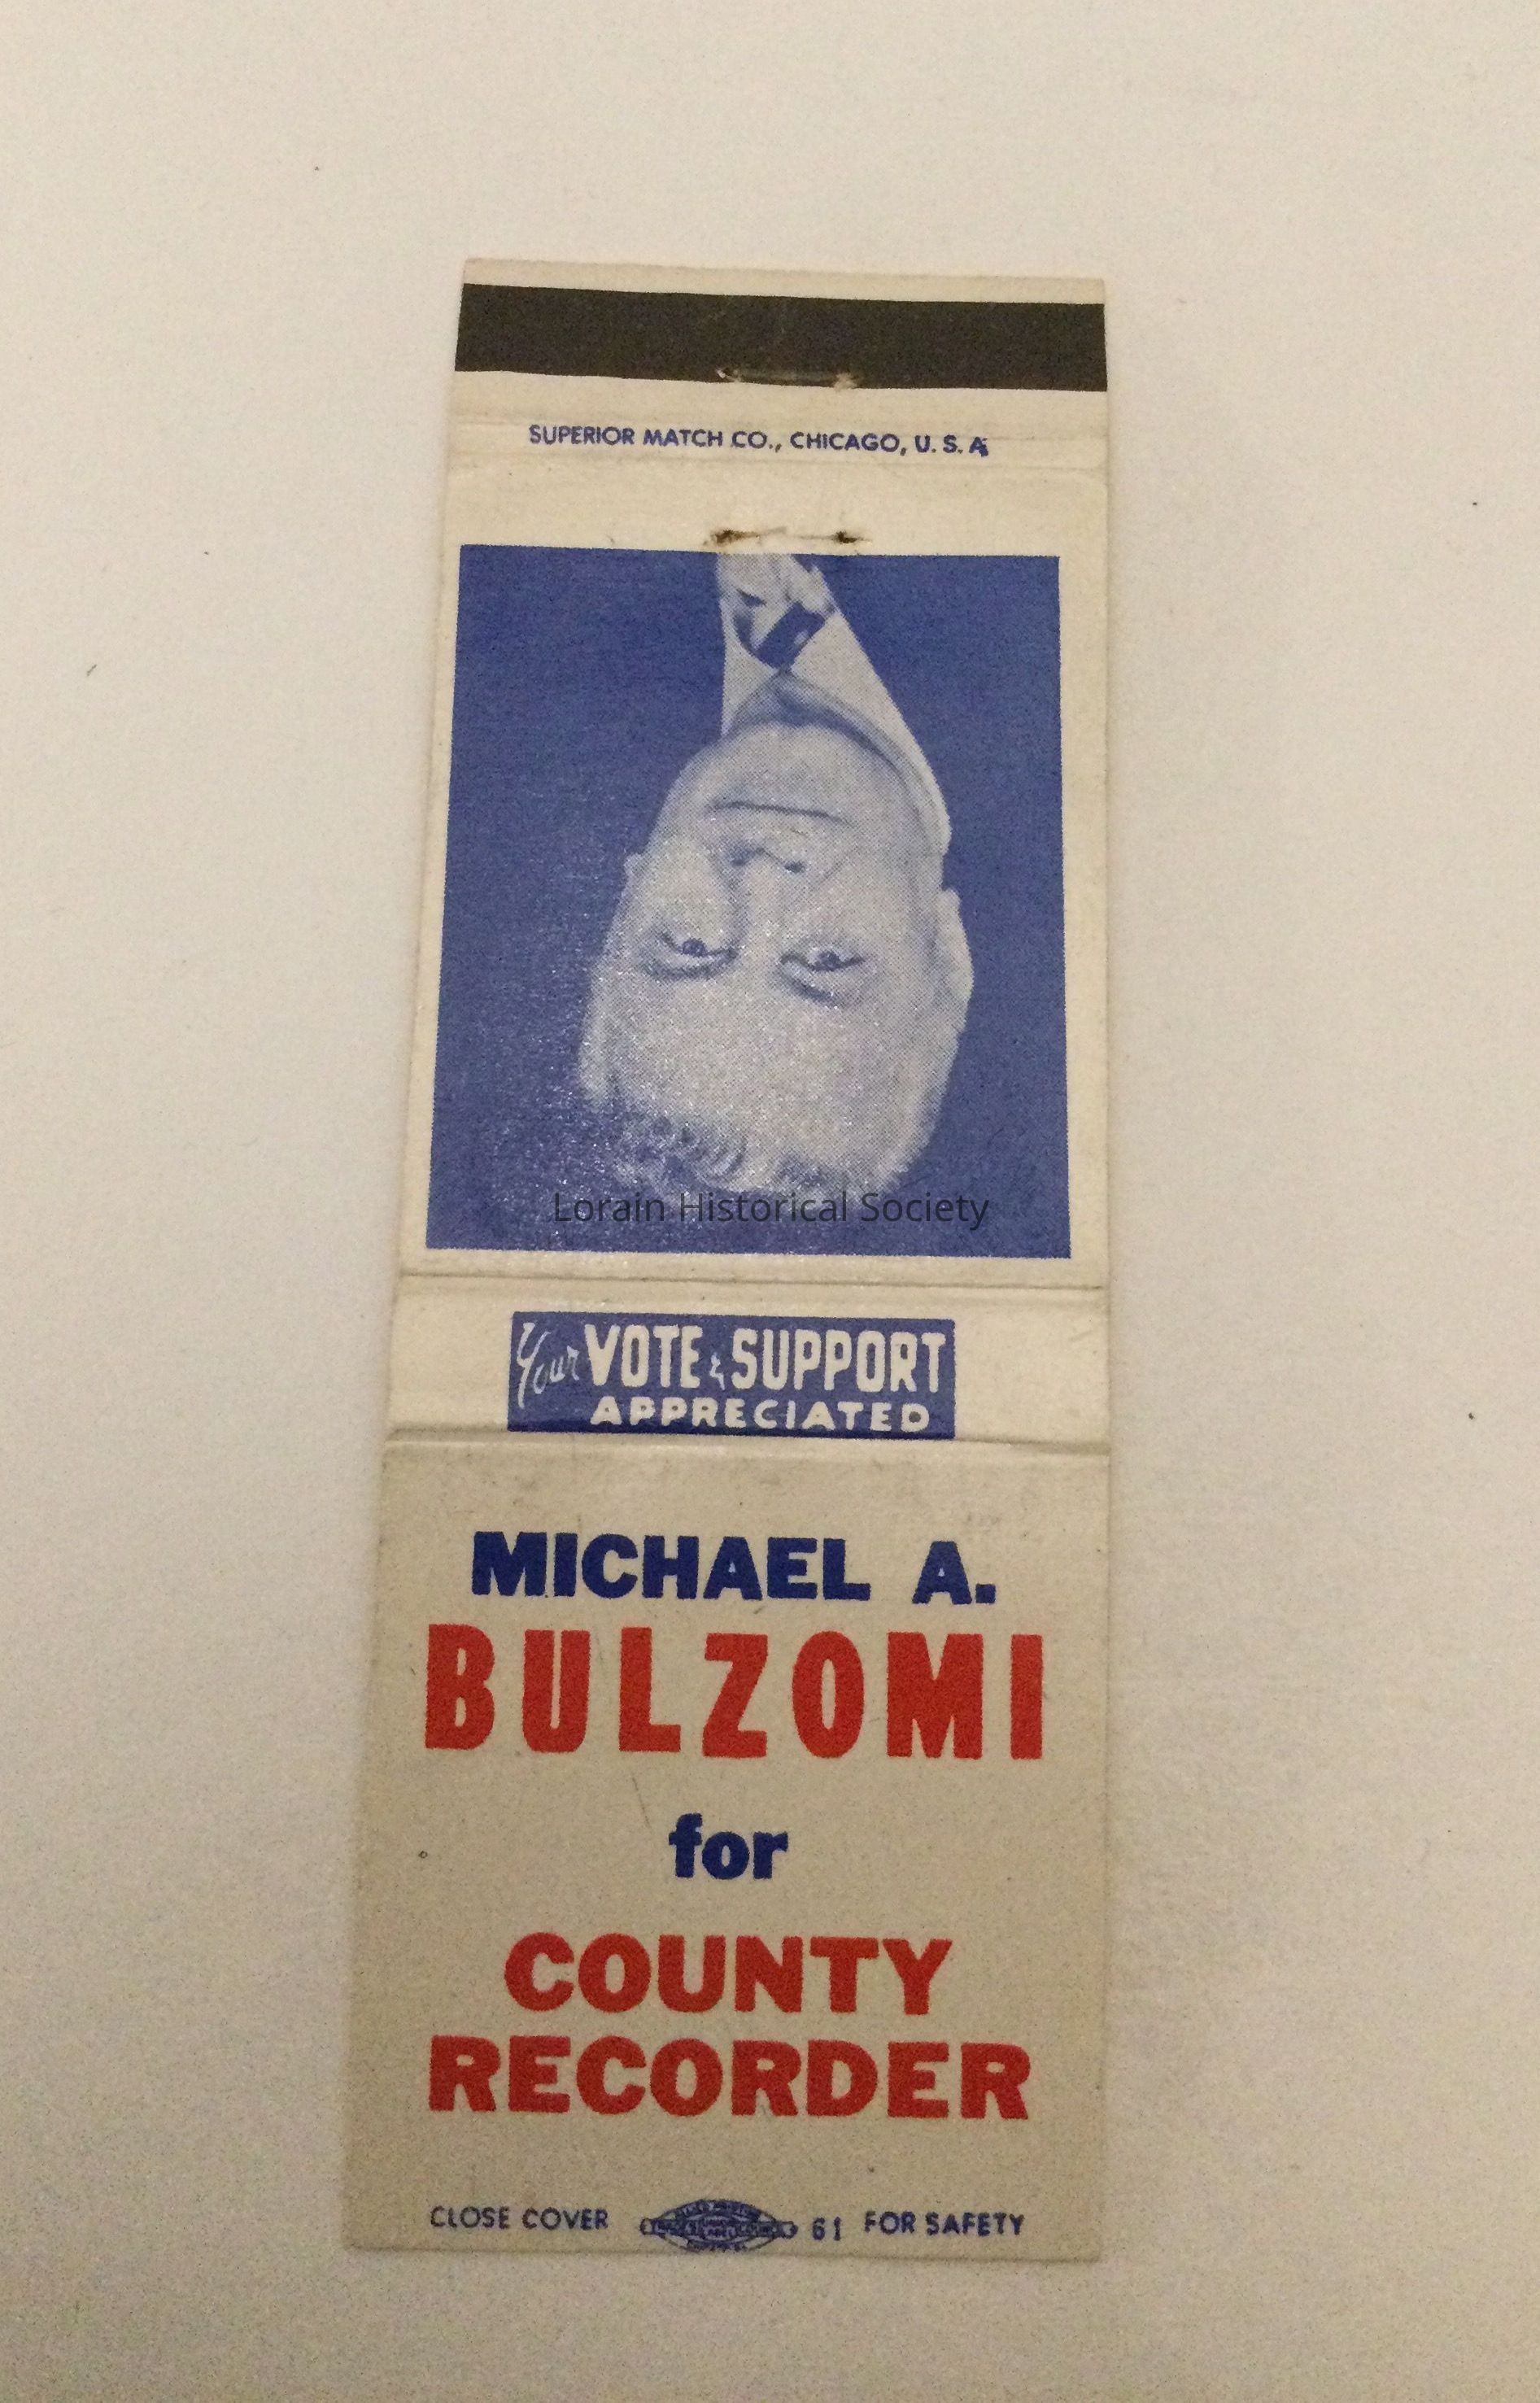 SUPERIOR MATCH CO., CHICAGO, U. S. A
Lorain Historical Society
Your VOTE & SUPPORT
APPRECIATED
MICHAEL A.
BULZOMI
for
COUNTY
RECORDER
CLOSE COVER 61 FOR SAFETY